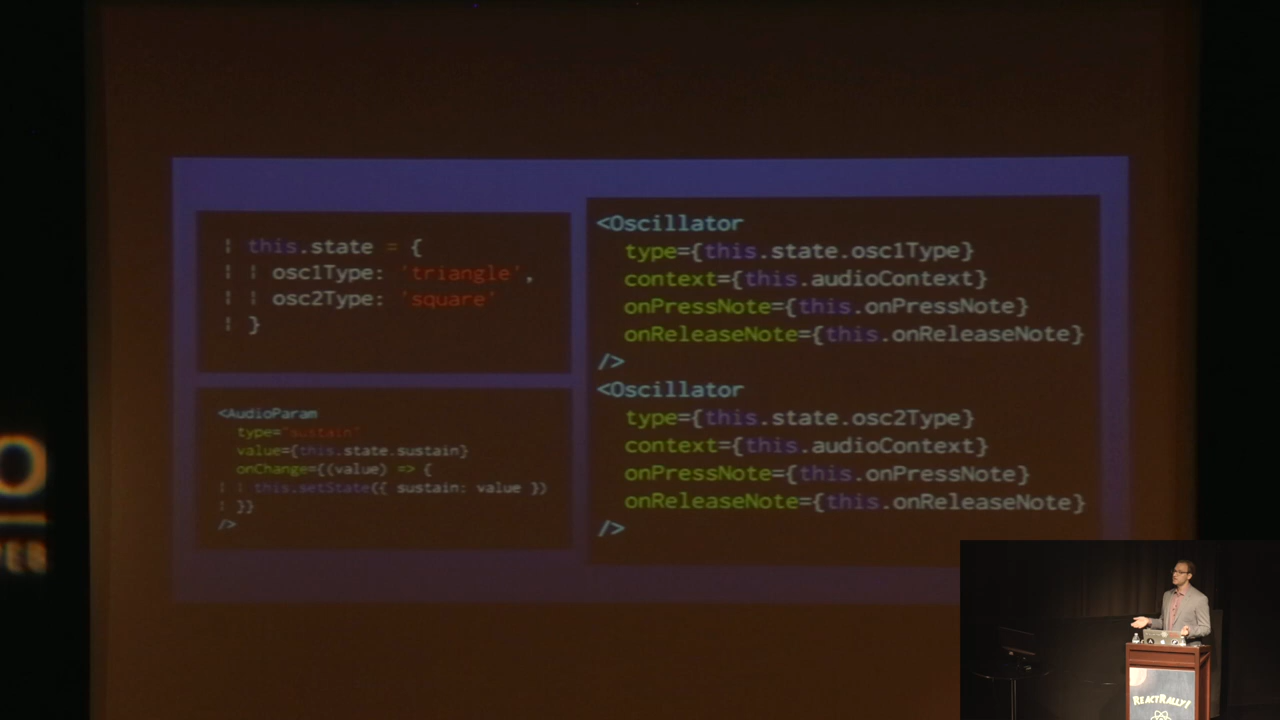 this.state = {
osc1Type: 'triangle',
osc2Type: 'square'
}
<AudioParam
type="sustain"
value={this.state.sustain}
onChange={(value) => {
this.setState({ sustain: value })
}}
/>
<Oscillator
type={this.state.osc1Type}
context={this.audioContext}
onPressNote={this.onPressNote}
onReleaseNote={this.onReleaseNote}
/>
<Oscillator
type={this.state.osc2Type}
context={this.audioContext}
onPressNote={this.onPressNote}
onReleaseNote={this.onReleaseNote}
/>
REACTRALLY!